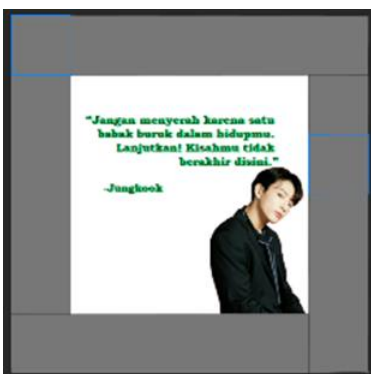 “Jangan menyerah karena satu
babak buruk dalam hidupmu.
Lanjutkan! Kisahmu tidak
berakhir disini.”
-Jungkook